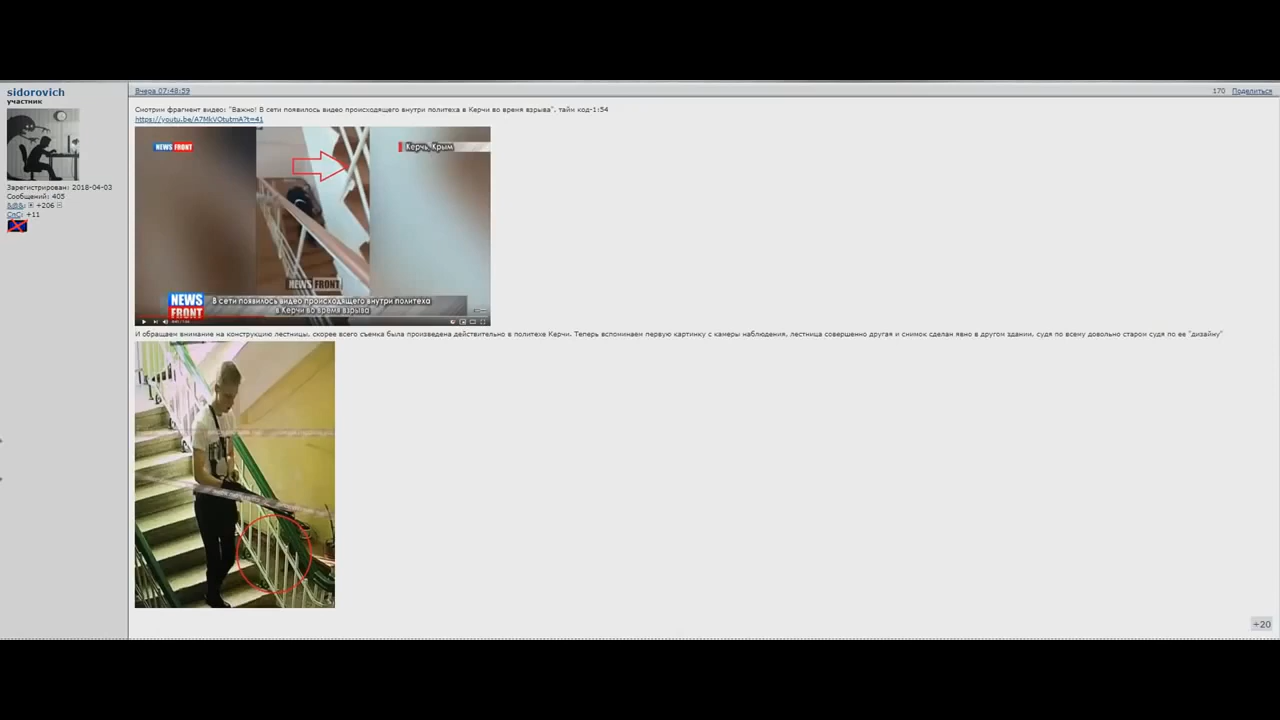 sidorovich
участник
Зарегистрирован: 2018-04-03
Сообщений: 405
+206
+11
Вчера 07:48:59
170 Поделиться
Смотрим фрагмент видео: "Важно! В сети появилось видео происходящего внутри политеха в Керчи во время взрыва". тайм код-1:54
https://youtu.be/A7MkVOtutmA?t=41
NEWS FRONT
Керчь, Крым
NEWS FRONT
NEWS FRONT
В сети появилось видео происходящего внутри политеха
в Керчи во время взрыва
И обращаем внимание на конструкцию лестницы, скорее всего съемка была произведена действительно в политехе Керчи. Теперь вспоминаем первую картинку с камеры наблюдения, лестница совершенно другая и снимок сделан явно в другом здании, судя по всему довольно старом судя по ее "дизайну"
+20